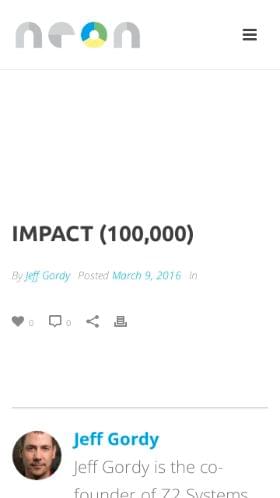 neon
IMPACT (100,000)
By Jeff Gordy Posted March 9, 2016 In
0 0
Jeff Gordy
Jeff Gordy is the co-
founder of Z2 Systems